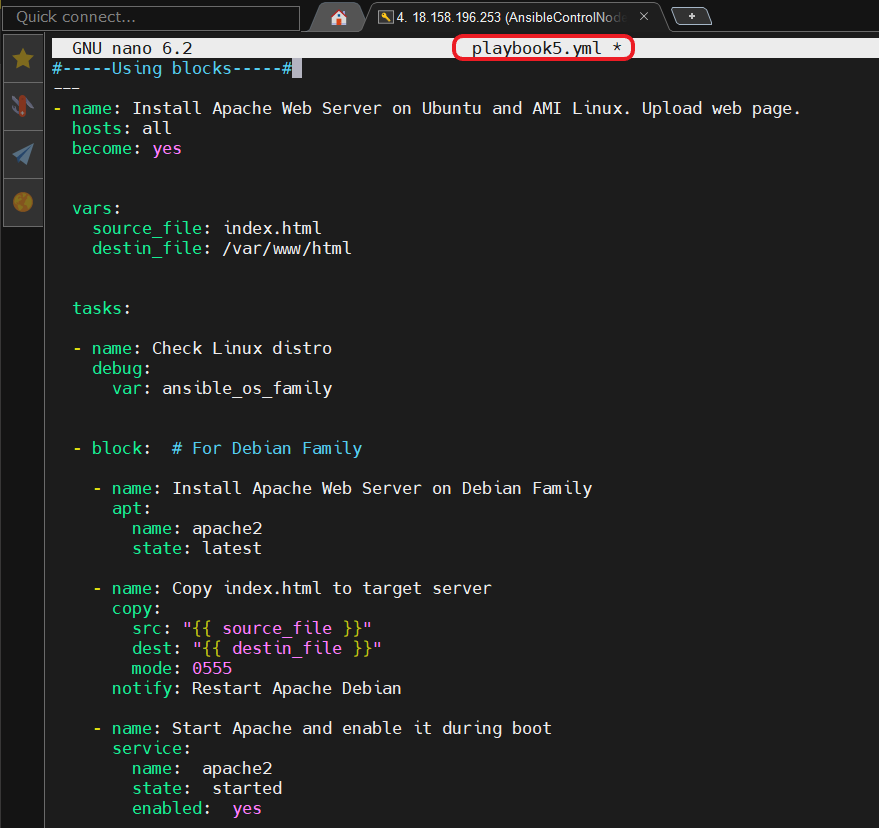 Quick connect...
4. 18.158.196.253 (AnsibleControlNode
GNU nano 6.2 playbook5.yml *
#-----Using blocks-----#
---
- name: Install Apache Web Server on Ubuntu and AMI Linux. Upload web page.
  hosts: all
  become: yes
  vars:
    source_file: index.html
    destin_file: /var/www/html
  tasks:
  - name: Check Linux distro
    debug:
      var: ansible_os_family
  - block:  # For Debian Family
    - name: Install Apache Web Server on Debian Family
      apt:
        name: apache2
        state: latest
    - name: Copy index.html to target server
      copy:
        src: "{{ source_file }}"
        dest: "{{ destin_file }}"
        mode: 0555
      notify: Restart Apache Debian
    - name: Start Apache and enable it during boot
      service:
        name:  apache2
        state:  started
        enabled:  yes